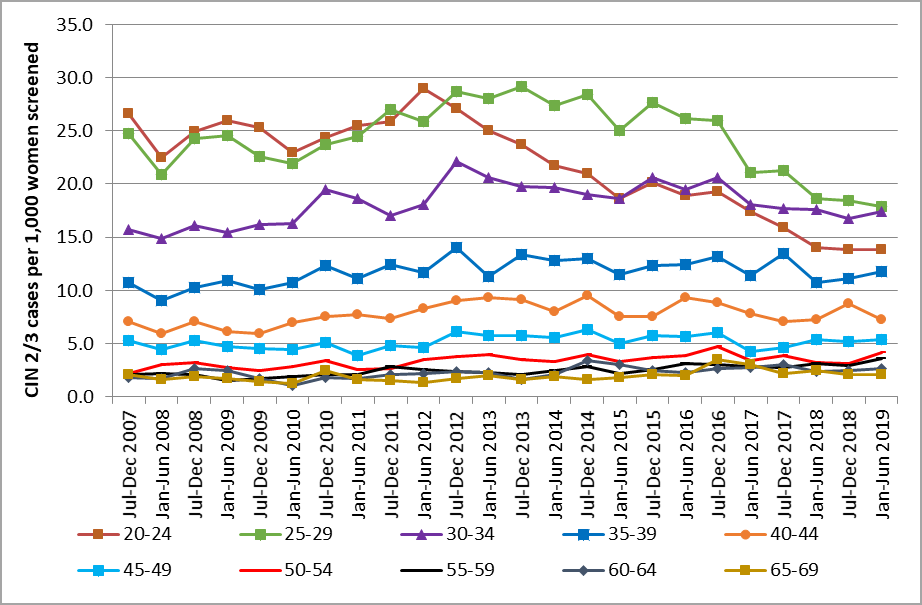 CIN 2/3 cases per 1,000 women screened
35.0
30.0
25.0
20.0
15.0
10.0
5.0
0.0
Jul-Dec 2007
Jan-Jun 2008
Jul-Dec 2008
Jan-Jun 2009
Jul-Dec 2009
Jan-Jun 2010
Jul-Dec 2010
Jan-Jun 2011
Jul-Dec 2011
Jan-Jun 2012
Jul-Dec 2012
Jan-Jun 2013
Jul-Dec 2013
Jan-Jun 2014
Jul-Dec 2014
Jan-Jun 2015
Jul-Dec 2015
Jan-Jun 2016
Jul-Dec 2016
Jan-Jun 2017
Jul-Dec 2017
Jan-Jun 2018
Jul-Dec 2018
Jan-Jun 2019
20-24 25-29 30-34 35-39 40-44
45-49 50-54 55-59 60-64 65-69